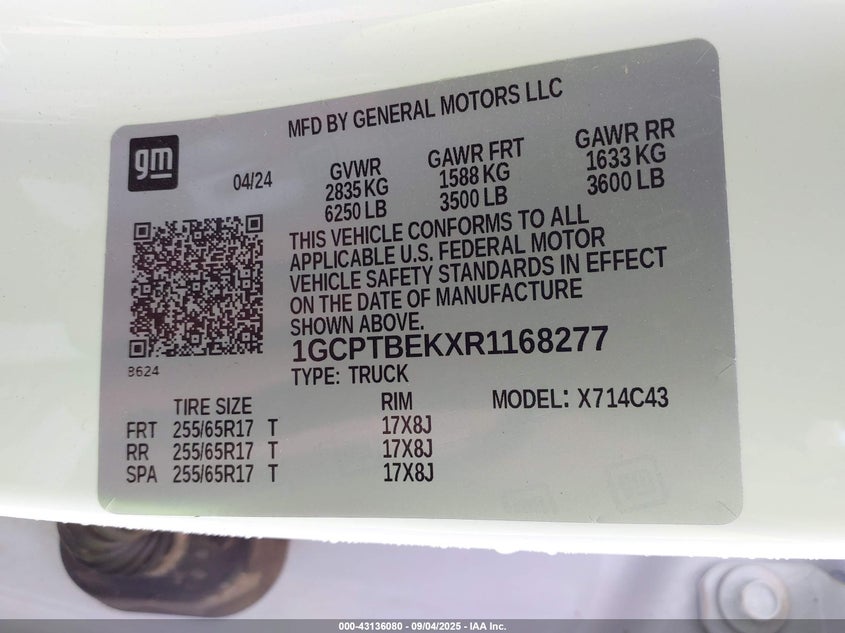 MFD BY GENERAL MOTORS LLC
gm
04/24
GVWR GAWR FRT GAWR RR
2835 KG 1588 KG 1633 KG
6250 LB 3500 LB 3600 LB
THIS VEHICLE CONFORMS TO ALL
APPLICABLE U.S. FEDERAL MOTOR
VEHICLE SAFETY STANDARDS IN EFFECT
ON THE DATE OF MANUFACTURE
SHOWN ABOVE.
1GCPTBEKXR1168277
8624
TYPE: TRUCK
TIRE SIZE RIM MODEL: X714C43
FRT 255/65R17 T 17X8J
RR 255/65R17 T 17X8J
SPA 255/65R17 T 17X8J
000-43136080 - 09/04/2025 - IAA Inc.